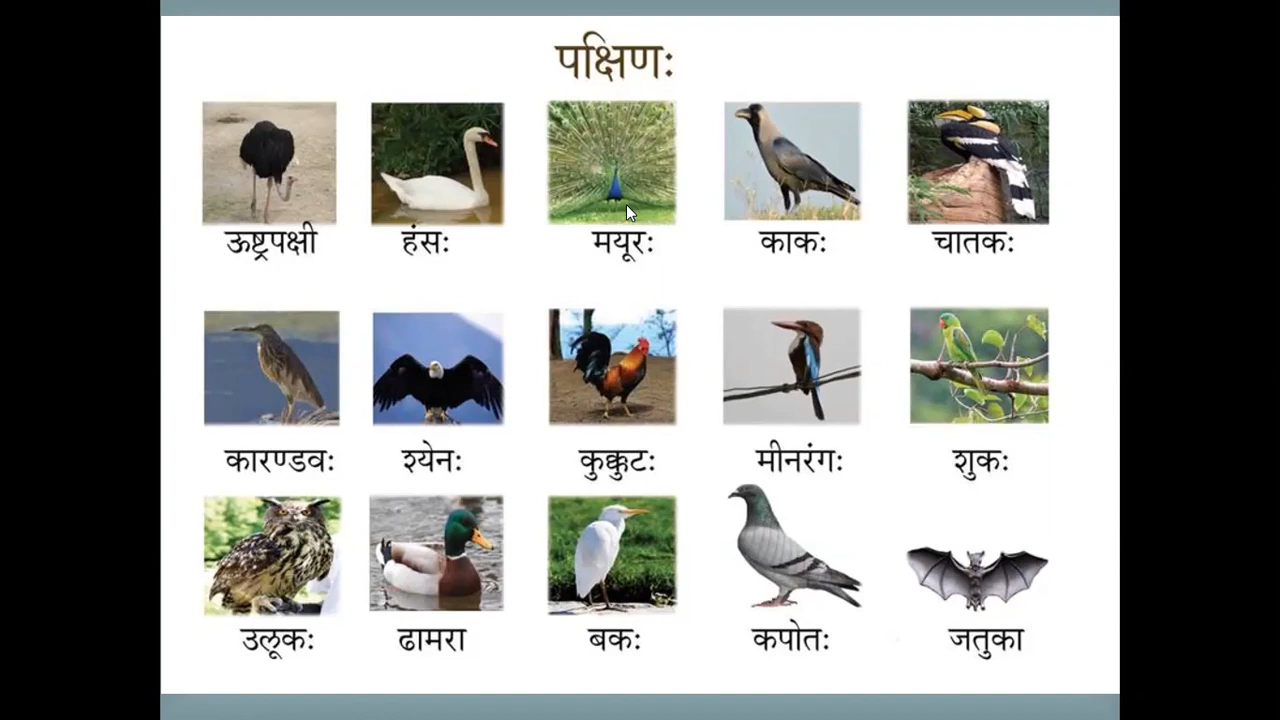 पक्षिणः
ऊष्ट्रपक्षी हंसः मयूरः काकः चातकः
कारण्डवः श्येनः कुक्कुटः मीनरंगः शुकः
उलूकः ढामरा बकः कपोतः जतुका